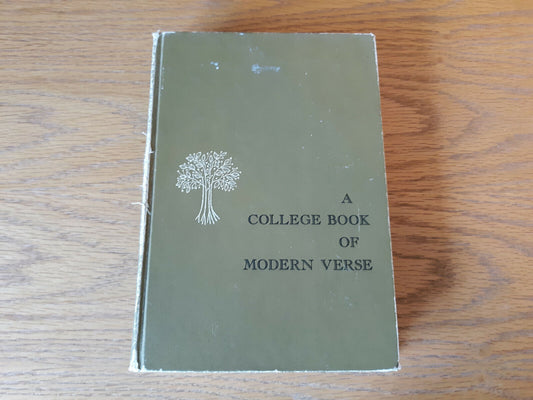 A
COLLEGE BOOK
OF
MODERN VERSE